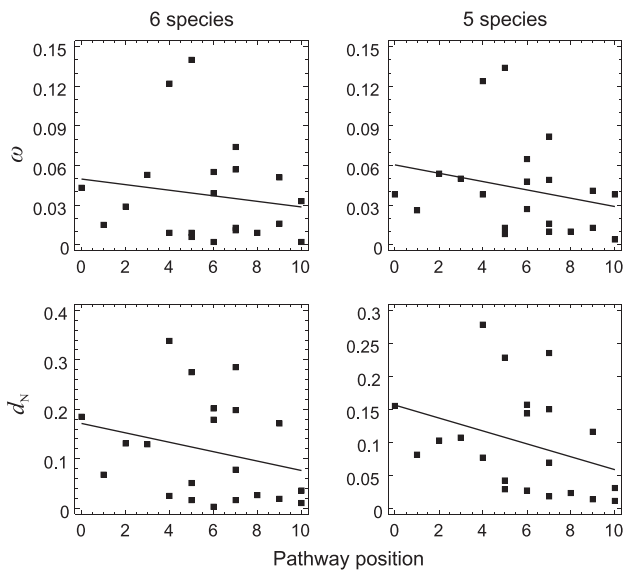 6 species 5 species
0.15 0.15
0.12 0.12
0.09 0.09
ω
0.06 0.06
0.03 0.03
0 0
0 2 4 6 8 10 0 2 4 6 8 10
0.4 0.3
0.25
0.3
0.2
dN 0.2 0.15
0.1
0.1
0.05
0 0
0 2 4 6 8 10 0 2 4 6 8 10
Pathway position